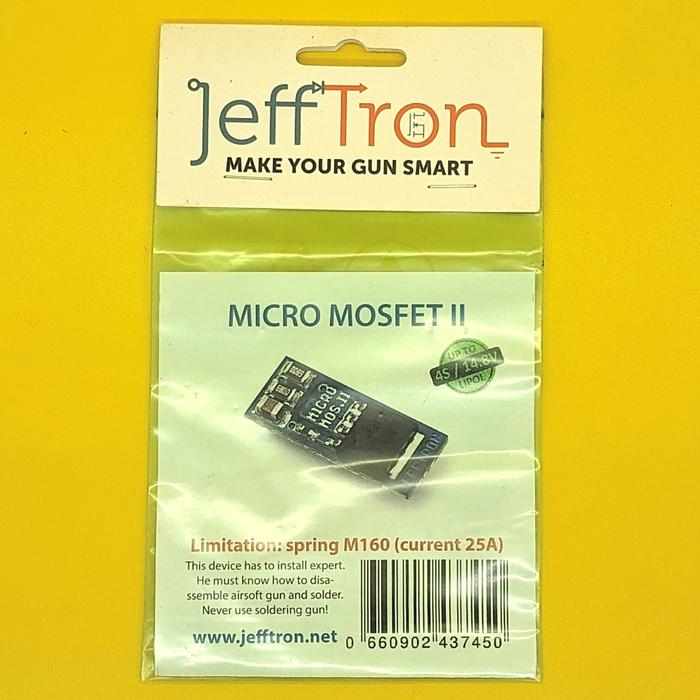 JeffTron
MAKE YOUR GUN SMART
MICRO MOSFET II
UP TO
4S / 14.8V
LIPOL
MICRO
MOS.II
JEFFTRON
Limitation: spring M160 (current 25A)
This device has to install expert.
He must know how to disa-
ssemble airsoft gun and solder.
Never use soldering gun!
www.jefftron.net
0 660902 437450